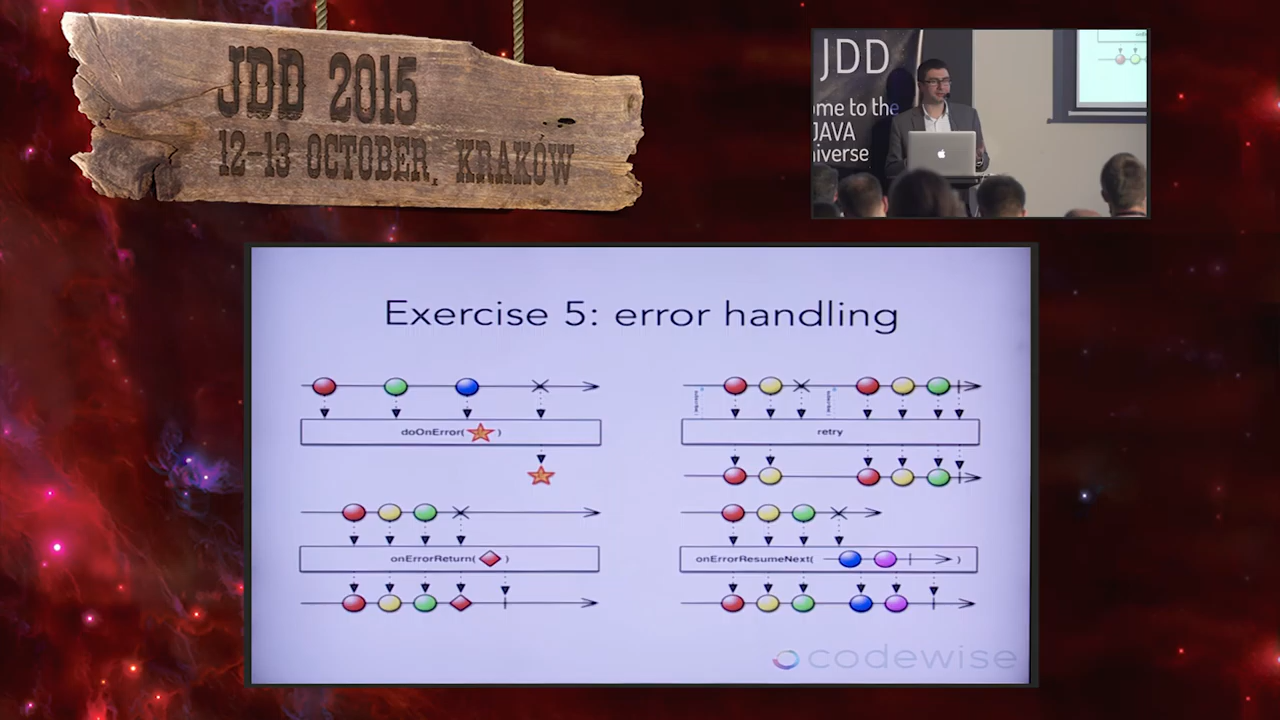 JDD 2015
12-13 OCTOBER, KRAKÓW
JDD
ome to the
JAVA
niverse
Exercise 5: error handling
doOnError( )
retry
onErrorReturn( )
onErrorResumeNext( )
codewise